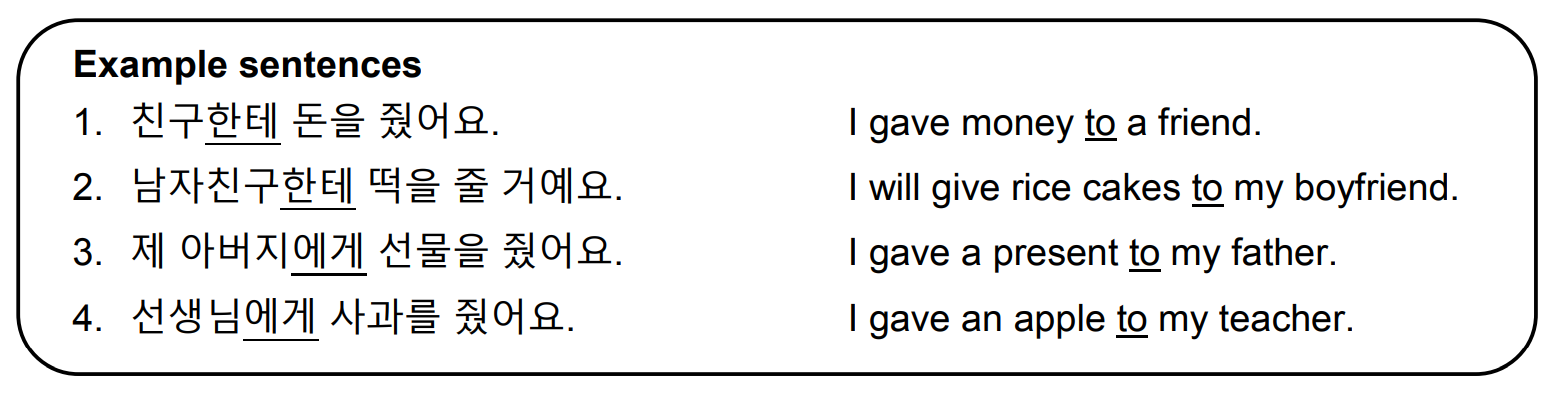 Example sentences
1. 친구한테 돈을 줬어요. I gave money to a friend.
2. 남자친구한테 떡을 줄 거예요. I will give rice cakes to my boyfriend.
3. 제 아버지에게 선물을 줬어요. I gave a present to my father.
4. 선생님에게 사과를 줬어요. I gave an apple to my teacher.